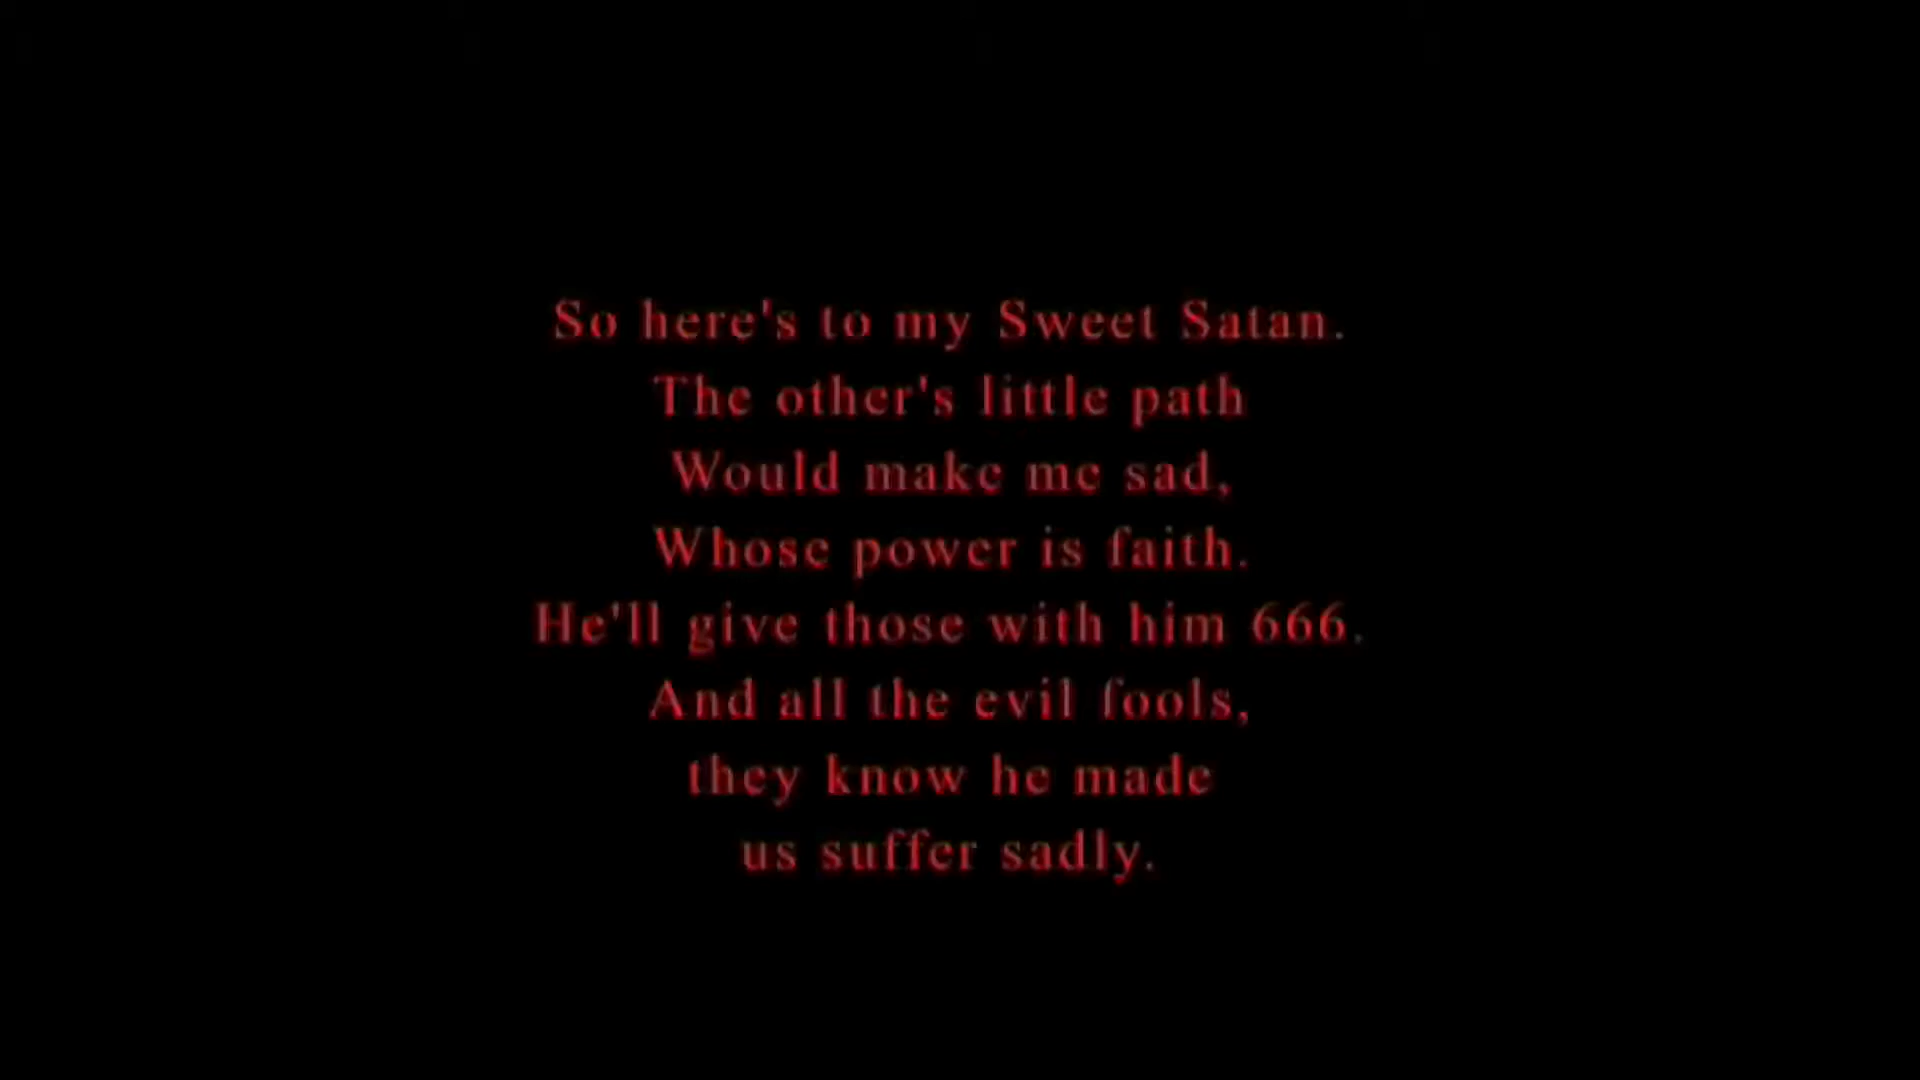 So here's to my Sweet Satan.
The other's little path
Would make me sad,
Whose power is faith.
He'll give those with him 666.
And all the evil fools,
they know he made
us suffer sadly.